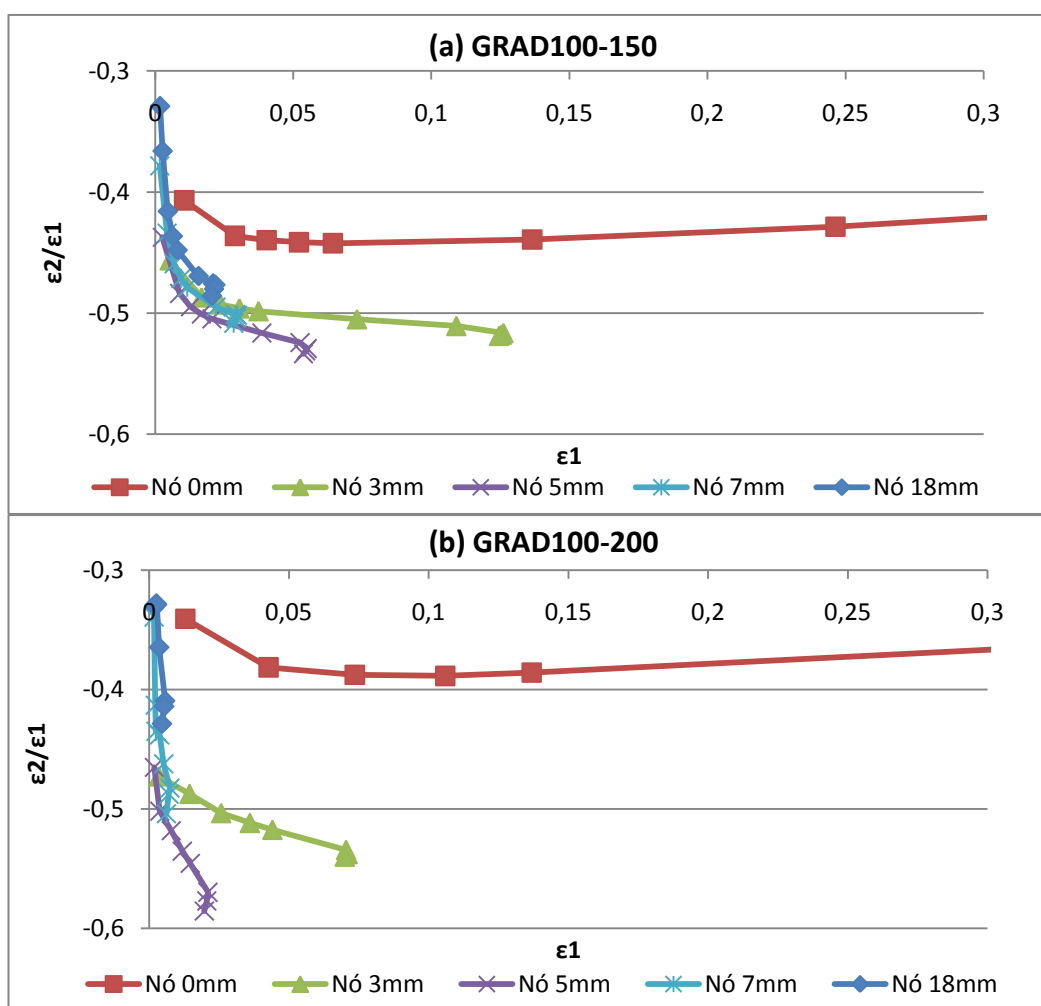 (a) GRAD100-150
-0,3
0 0,05 0,1 0,15 0,2 0,25 0,3
-0,4
ε2/ε1
-0,5
-0,6
ε1
Nó 0mm Nó 3mm Nó 5mm Nó 7mm Nó 18mm
(b) GRAD100-200
-0,3
0 0,05 0,1 0,15 0,2 0,25 0,3
-0,4
ε2/ε1
-0,5
-0,6
ε1
Nó 0mm Nó 3mm Nó 5mm Nó 7mm Nó 18mm